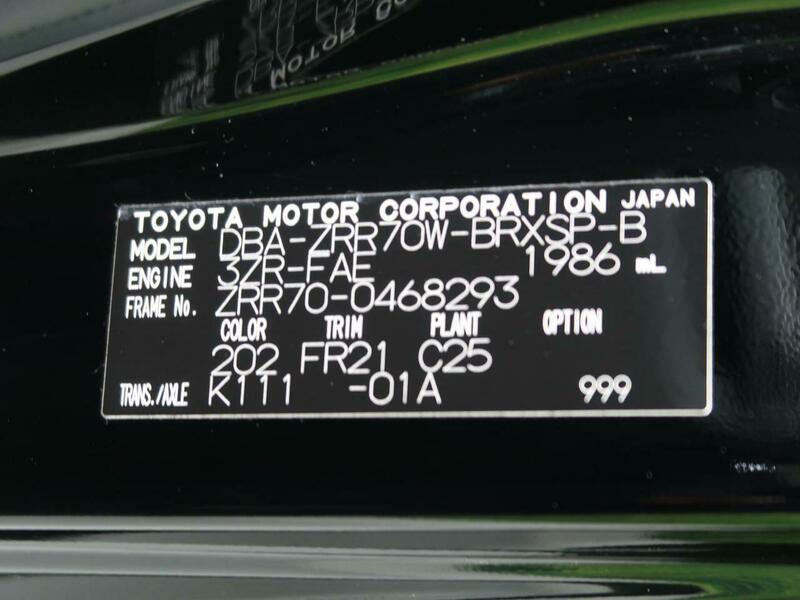 TOYOTA MOTOR CORPORATION JAPAN
MODEL DBA-ZRR70W-BRXSP-B
ENGINE 3ZR-FAE 1986 mL
FRAME No. ZRR70-0468293
COLOR TRIM PLANT OPTION
202 FR21 C25
TRANS./AXLE K111 -01A 999